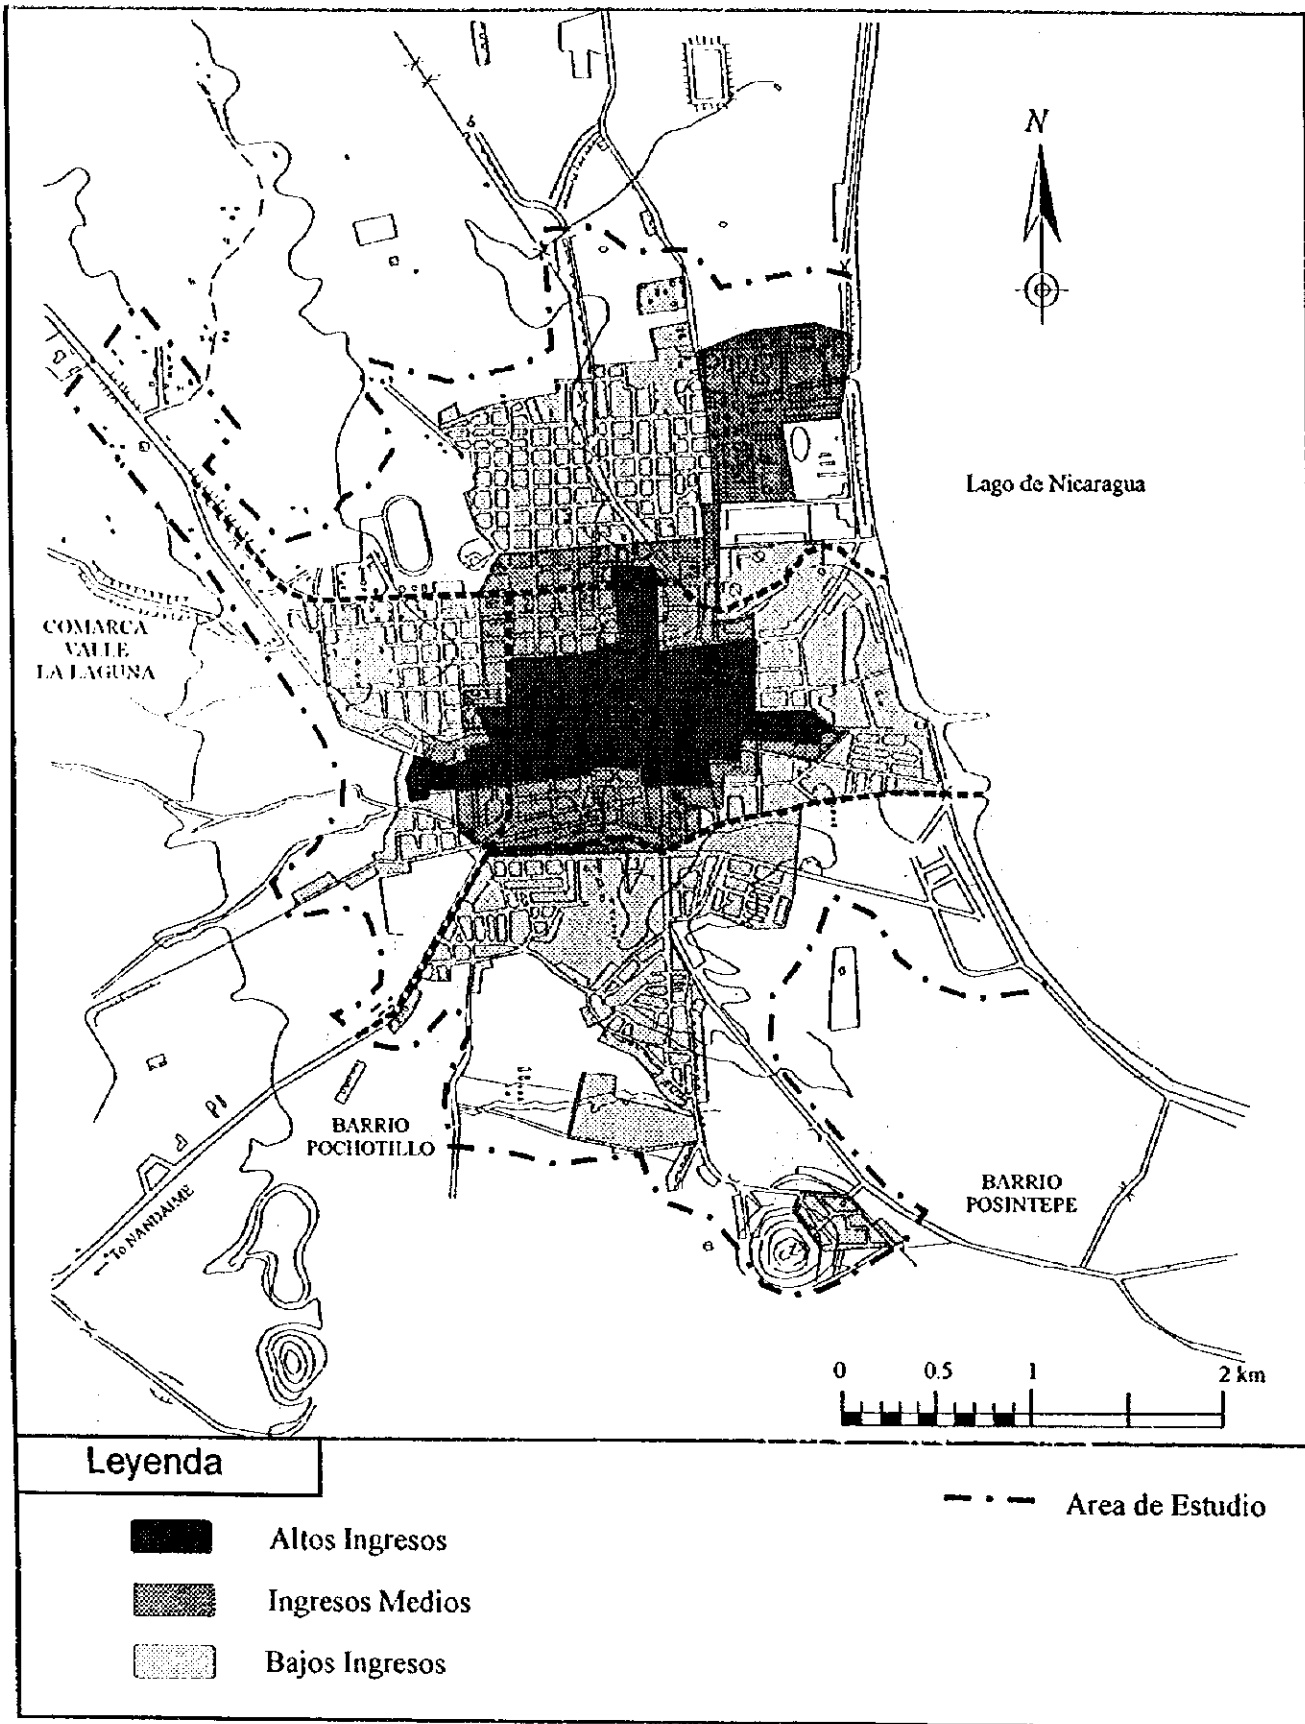 N
Lago de Nicaragua
COMARCA
VALLE
LA LAGUNA
BARRIO
POCHOTILLO
BARRIO
POSINTEPE
To NANDAIME
0 0.5 1 2 km
Leyenda
Area de Estudio
Altos Ingresos
Ingresos Medios
Bajos Ingresos